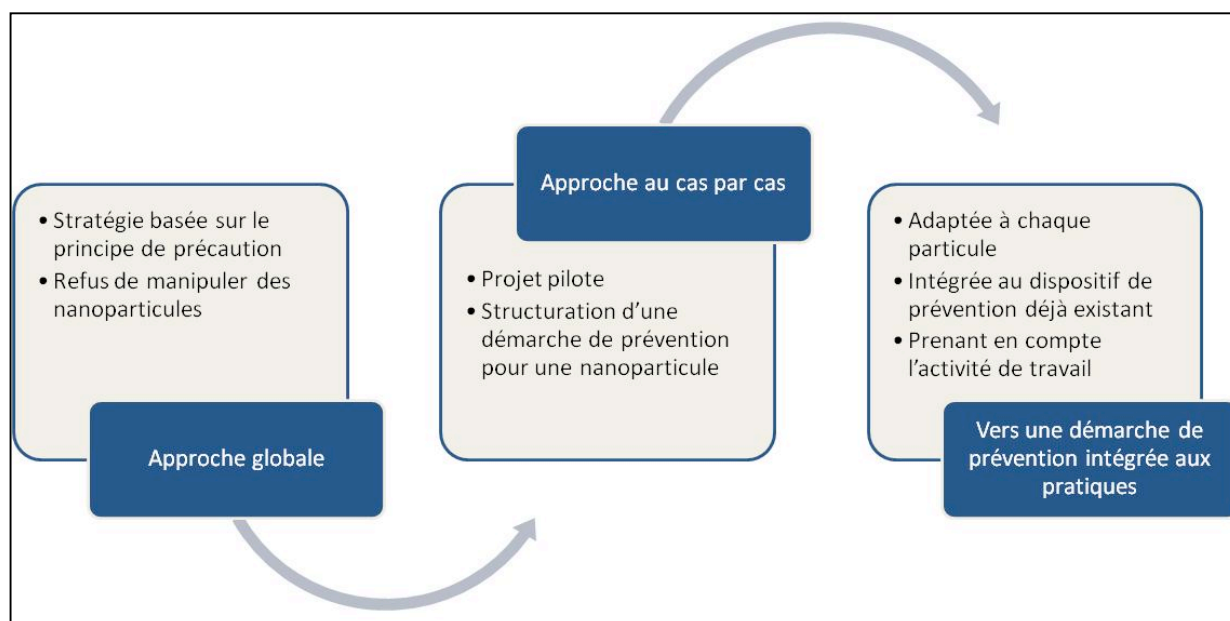 • Stratégie basée sur le
principe de précaution
• Refus de manipuler des
nanoparticules
Approche globale
Approche au cas par cas
• Projet pilote
• Structuration d'une
démarche de prévention
pour une nanoparticule
• Adaptée à chaque
particule
• Intégrée au dispositif de
prévention déjà existant
• Prenant en compte
l'activité de travail
Vers une démarche de
prévention intégrée aux
pratiques